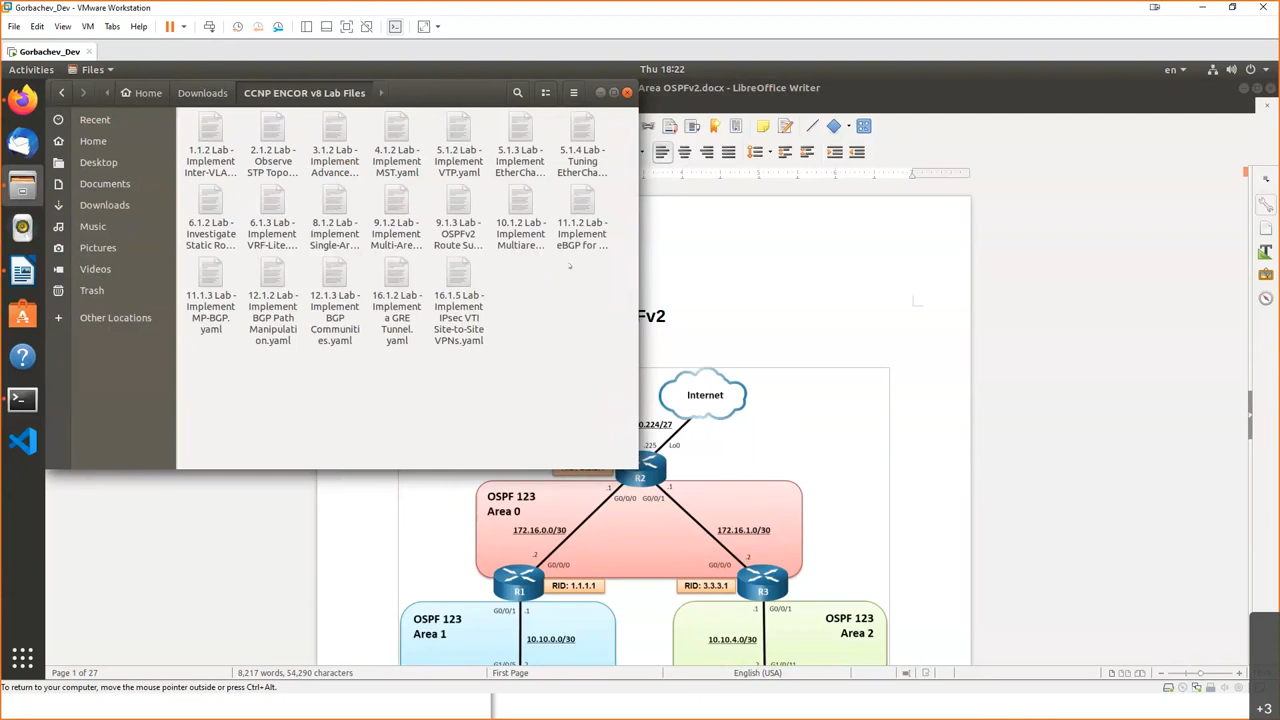 Gorbachev_Dev - VMware Workstation
File Edit View VM Tabs Help
Gorbachev_Dev
Activities Files Thu 18:22 en
Home Downloads CCNP ENCOR v8 Lab Files
Area OSPFv2.docx - LibreOffice Writer
Recent
Home
Desktop
Documents
Downloads
Music
Pictures
Videos
Trash
Other Locations
1.1.2 Lab -
Implement
Inter-VLA...
2.1.2 Lab -
Observe
STP Topo...
3.1.2 Lab -
Implement
Advance...
4.1.2 Lab -
Implement
MST.yaml
5.1.2 Lab -
Implement
VTP.yaml
5.1.3 Lab -
Implement
EtherCha...
5.1.4 Lab -
Tuning
EtherCha...
6.1.2 Lab -
Investigate
Static Ro...
6.1.3 Lab -
Implement
VRF-Lite....
8.1.2 Lab -
Implement
Single-Ar...
9.1.2 Lab -
Implement
Multi-Are...
9.1.3 Lab -
OSPFv2
Route Su...
10.1.2 Lab -
Implement
Multiare...
11.1.2 Lab -
Implement
eBGP for ...
11.1.3 Lab -
Implement
MP-BGP.
yaml
12.1.2 Lab -
Implement
BGP Path
Manipulati
on.yaml
12.1.3 Lab -
Implement
BGP
Communiti
es.yaml
16.1.2 Lab -
Implement
a GRE
Tunnel.
yaml
16.1.5 Lab -
Implement
IPsec VTI
Site-to-Site
VPNs.yaml
Fv2
Internet
0.224/27
.225 Lo0
R2
.1 .1
G0/0/0 G0/0/1
OSPF 123
Area 0
172.16.0.0/30 172.16.1.0/30
.2 .2
G0/0/0 G0/0/0
R1 RID: 1.1.1.1 RID: 3.3.3.1 R3
G0/0/1 .1 .1 G0/0/1
OSPF 123
Area 1
10.10.0.0/30
OSPF 123
Area 2
10.10.4.0/30
G1/0/5 G1/0/11
Page 1 of 27 8,217 words, 54,290 characters First Page English (USA)
To return to your computer, move the mouse pointer outside or press Ctrl+Alt.
+3